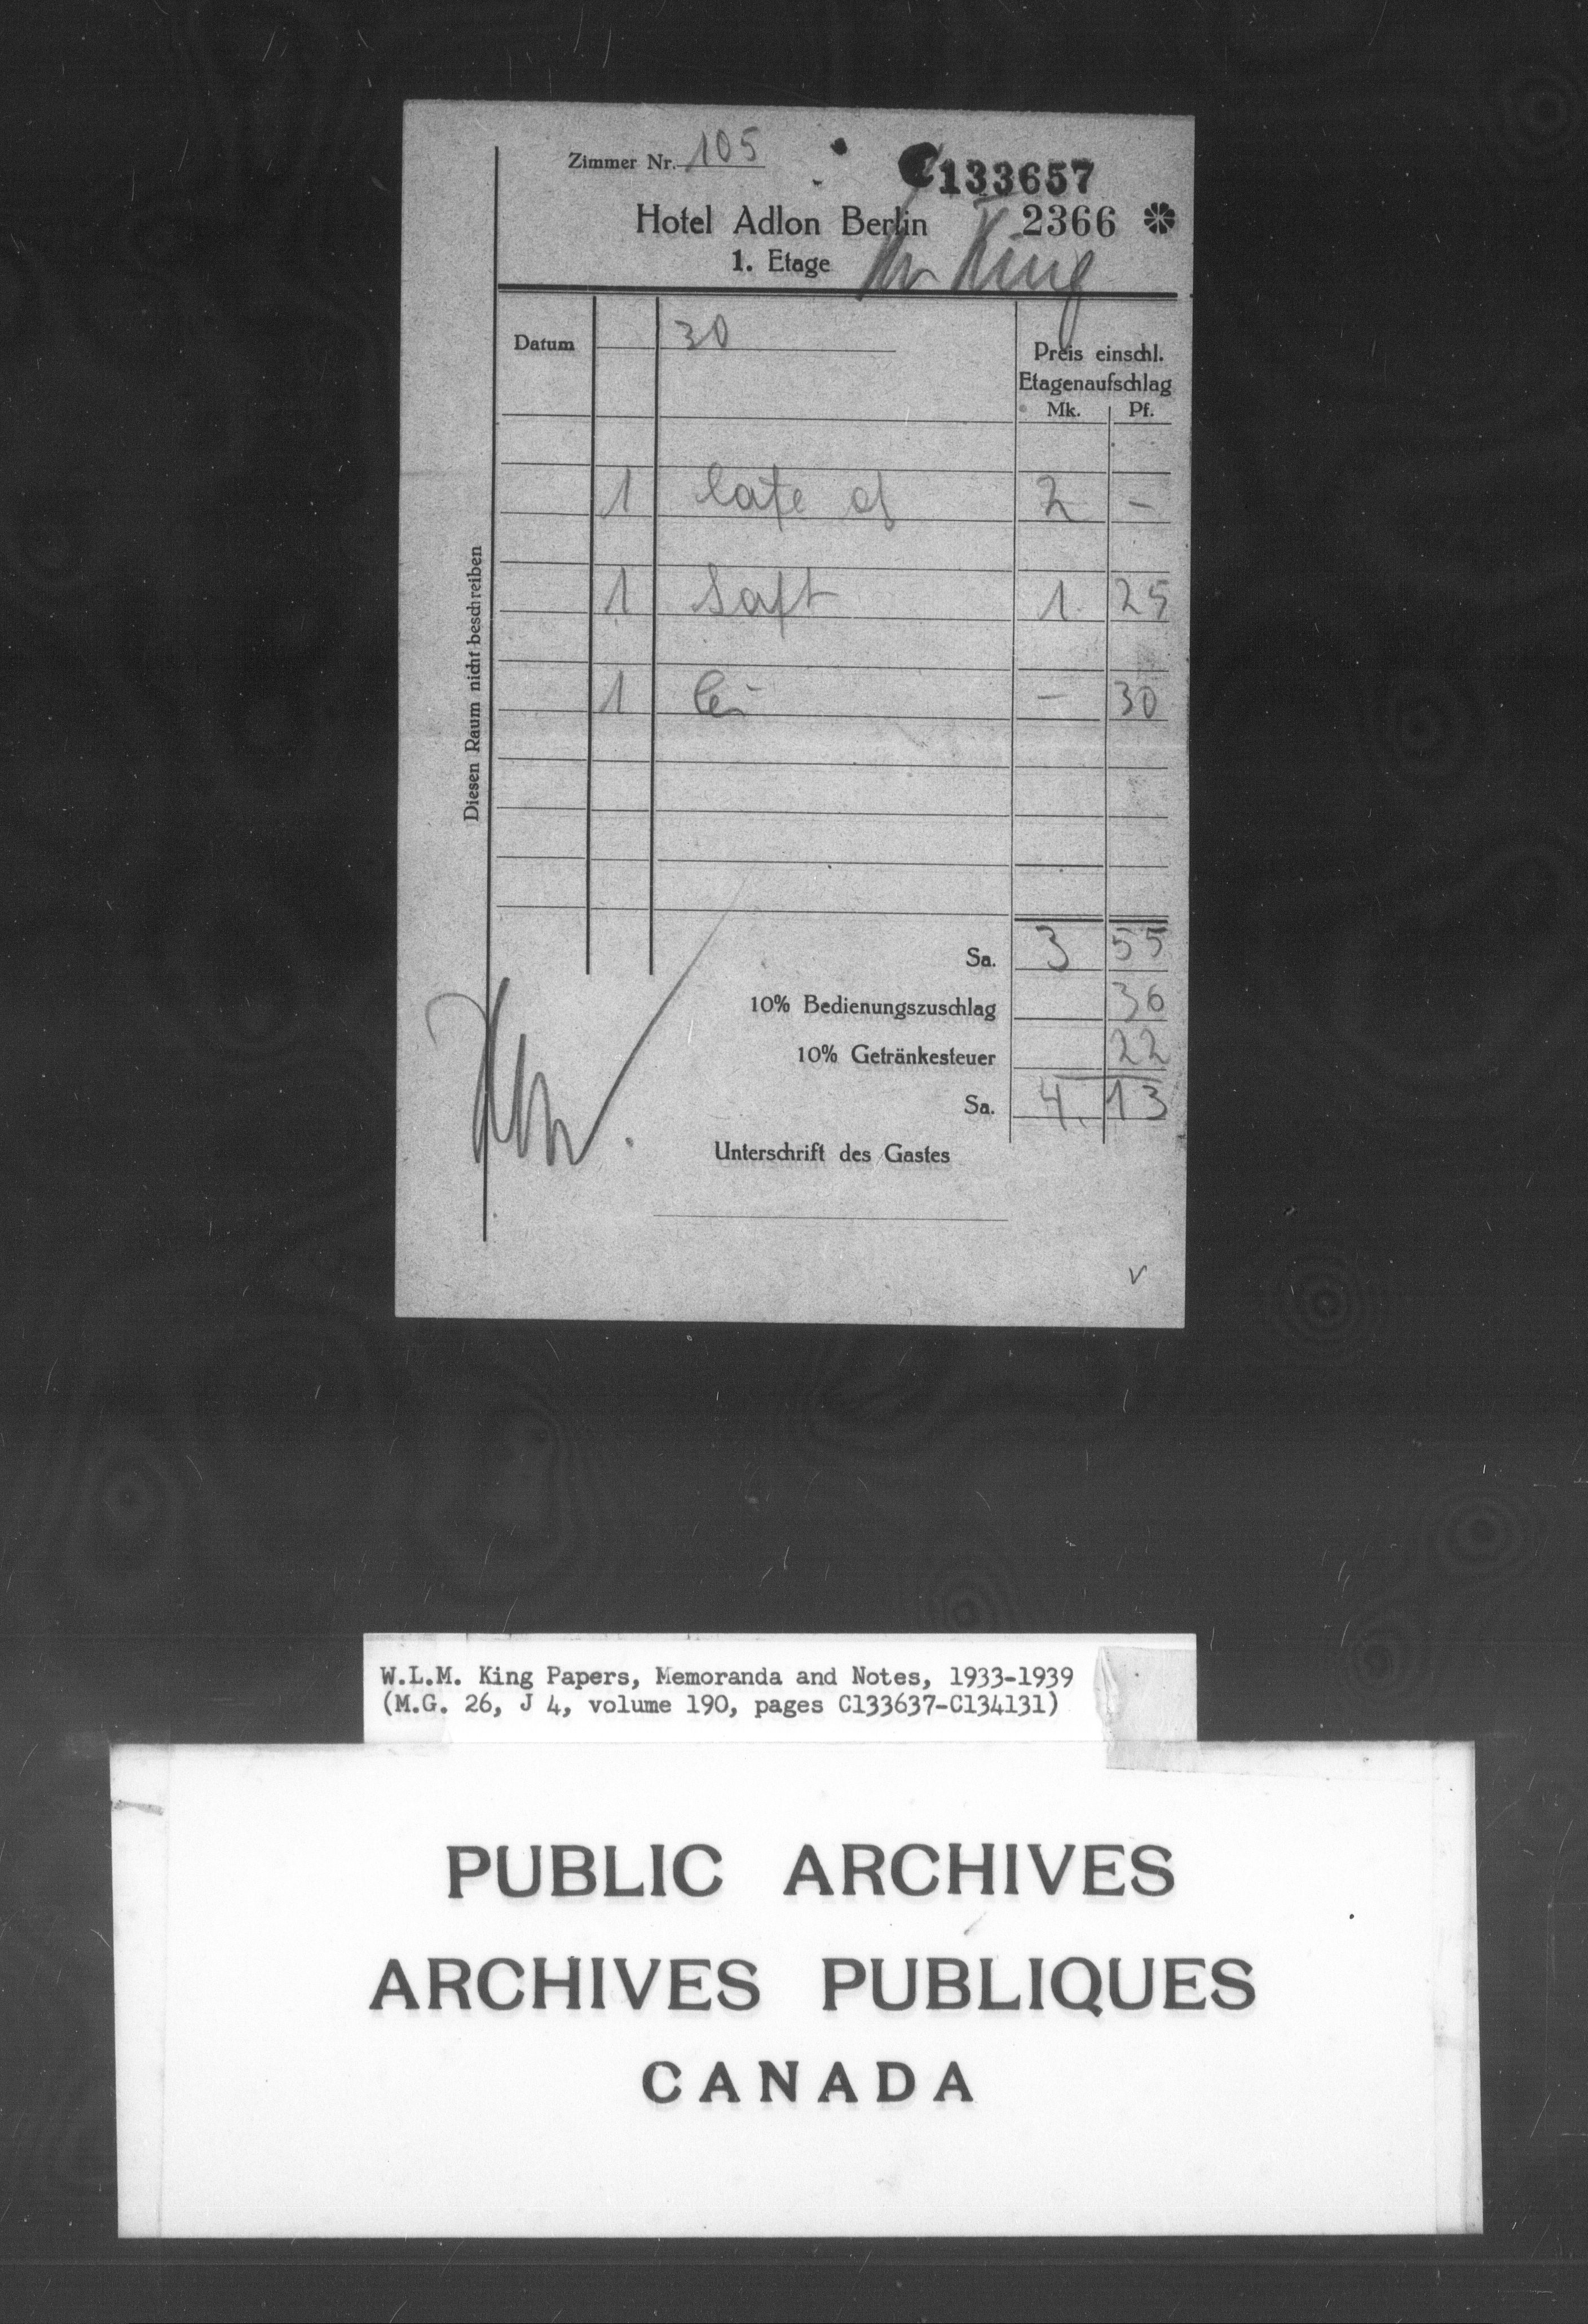 Zimmer Nr. 105
C133657
Hotel Adlon Berlin 2366
1. Etage Mr King
Datum 30
Preis einschl.
Etagenaufschlag
Mk. Pf.
1 Cafe 2 -
1 Saft 1. 25
1 Ei - 30
Diesen Raum nicht beschreiben
Sa. 3 55
10% Bedienungszuschlag 36
10% Getränkesteuer 22
Sa. 4. 13
Unterschrift des Gastes
W.L.M. King Papers, Memoranda and Notes, 1933-1939
(M.G. 26, J 4, volume 190, pages C133637-C134131)
PUBLIC ARCHIVES
ARCHIVES PUBLIQUES
CANADA